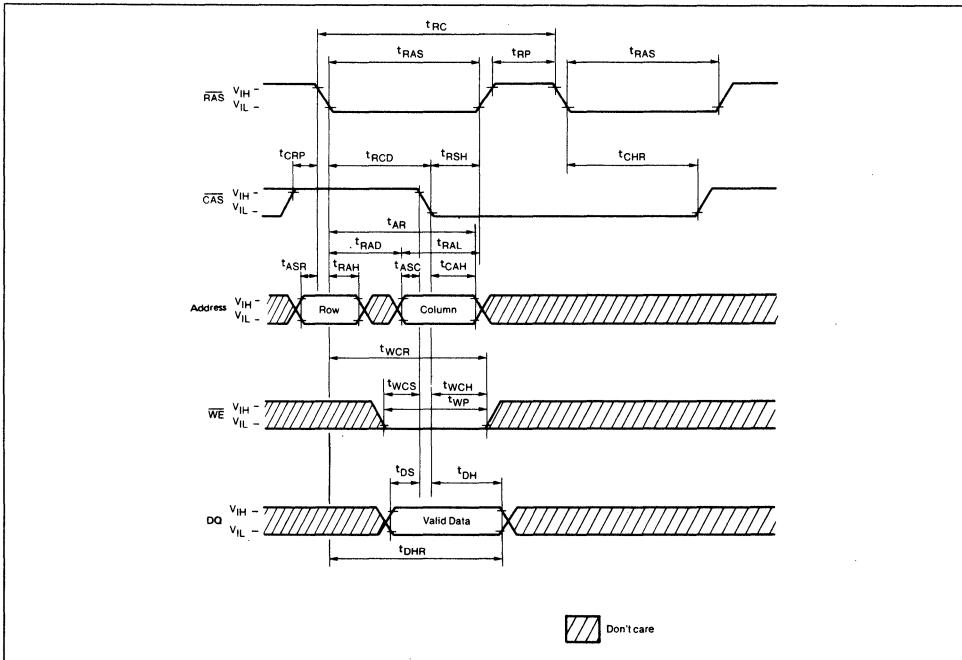 tRC
tRAS tRP tRAS
RAS VIH –
VIL –
tCRP tRCD tRSH tCHR
CAS VIH –
VIL –
tAR
tRAD tRAL
tASR tRAH tASC tCAH
Address VIH –
VIL –
Row Column
tWCR
tWCS tWCH
tWP
WE VIH –
VIL –
tDS tDH
DQ VIH –
VIL –
Valid Data
tDHR
Don't care